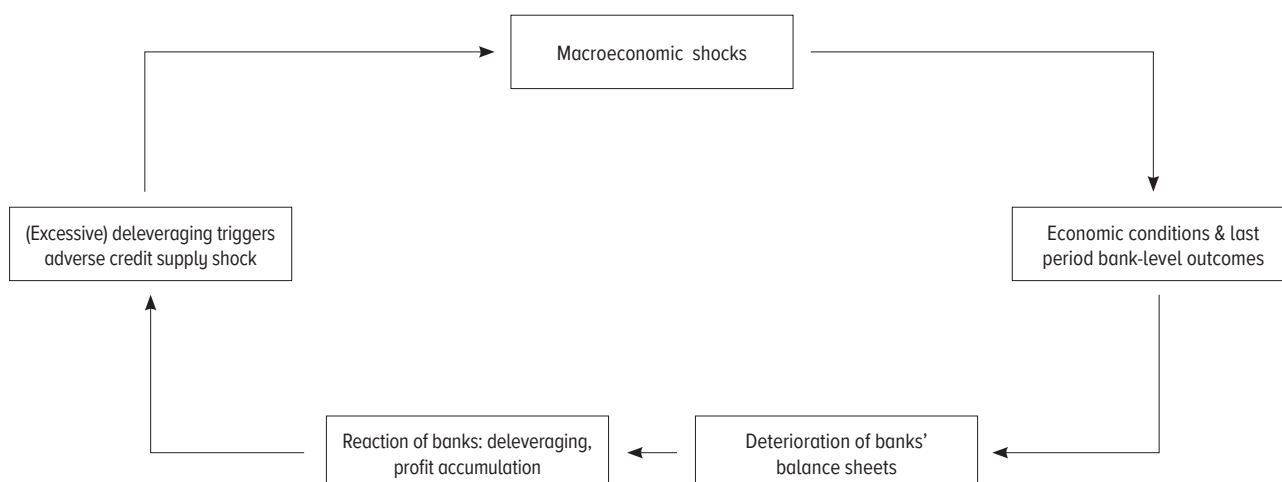 Macroeconomic shocks
(Excessive) deleveraging triggers
adverse credit supply shock
Economic conditions & last
period bank-level outcomes
Reaction of banks: deleveraging,
profit accumulation
Deterioration of banks’
balance sheets